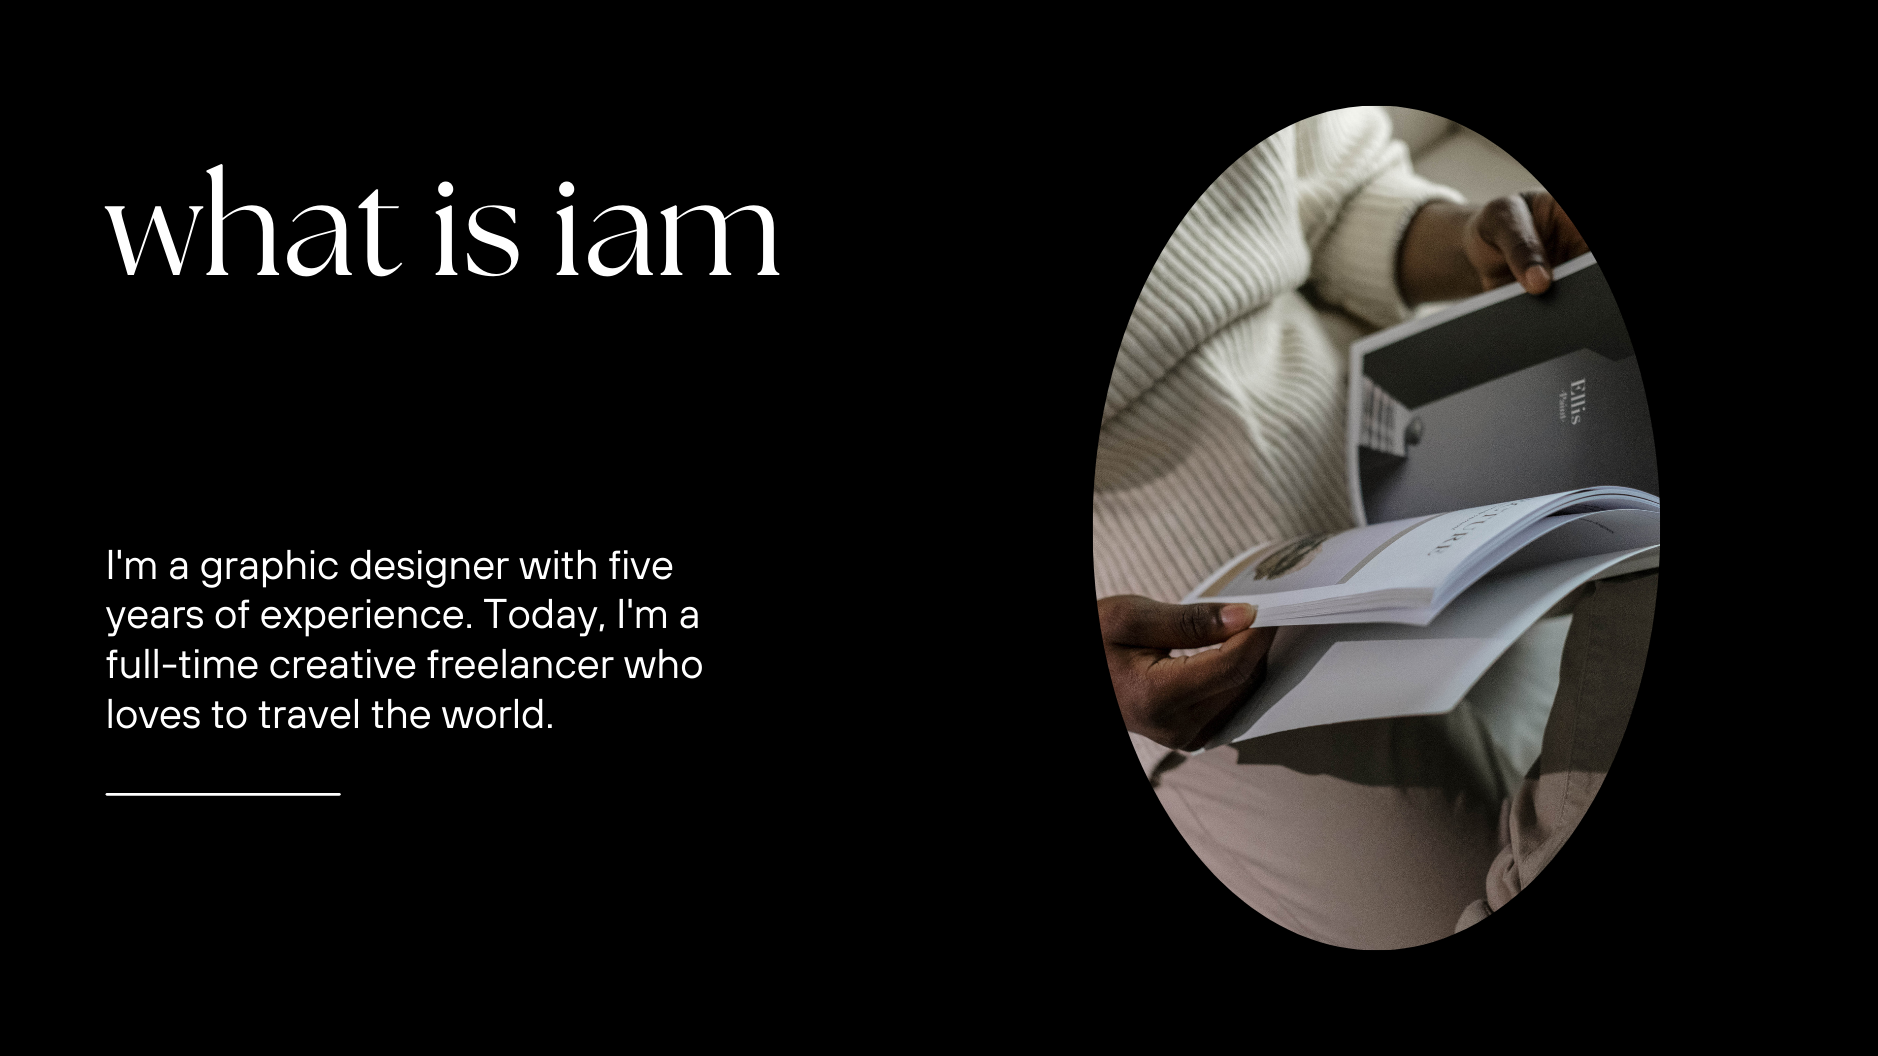 what is iam
I'm a graphic designer with five
years of experience. Today, I'm a
full-time creative freelancer who
loves to travel the world.
Ellis